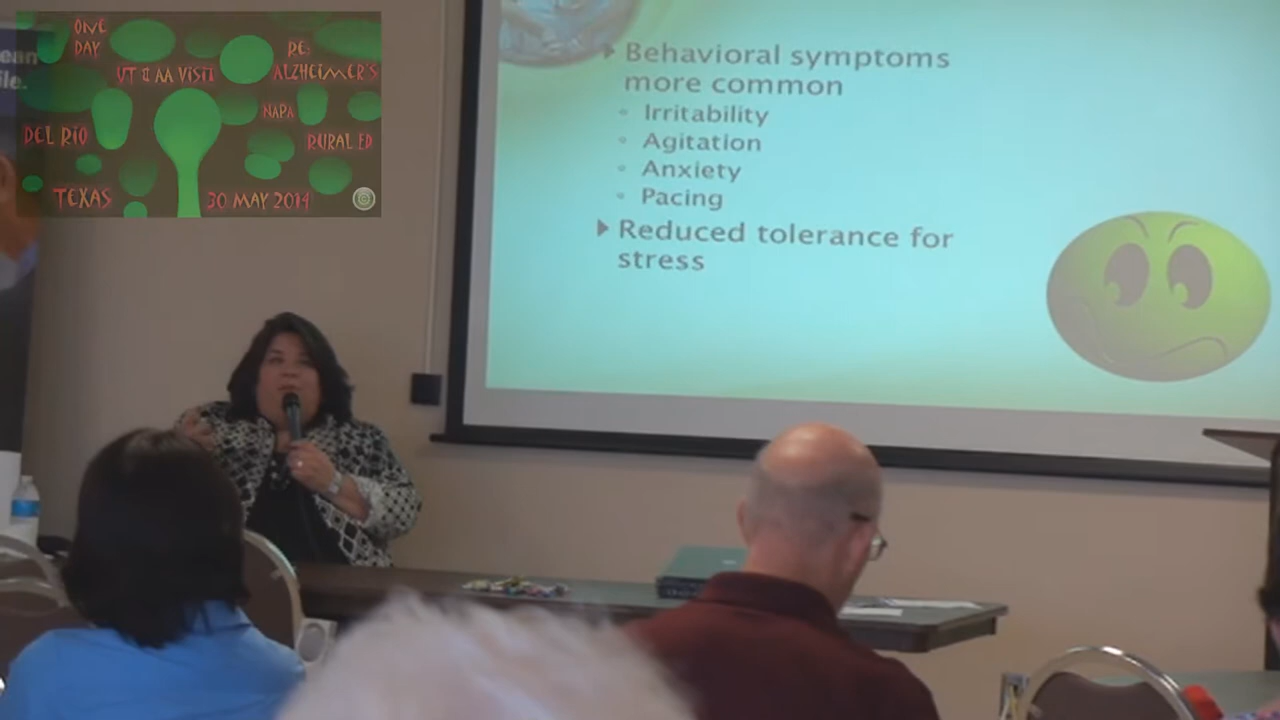 ONE
DAY
RE:
UT & AA VISIT
ALZHEIMER'S
NAPA
DEL RIO
RURAL ED
TEXAS
30 MAY 2014
©
Behavioral symptoms
more common
Irritability
Agitation
Anxiety
Pacing
Reduced tolerance for
stress